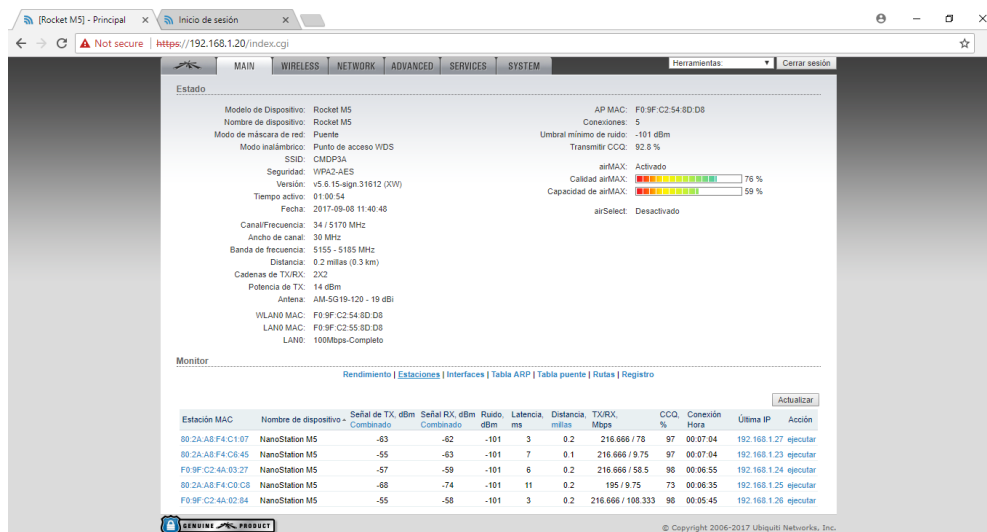 [Rocket M5] - Principal
Inicio de sesión
Not secure | https://192.168.1.20/index.cgi
MAIN WIRELESS NETWORK ADVANCED SERVICES SYSTEM Herramientas: Cerrar sesión
Estado
Modelo de Dispositivo: Rocket M5
Nombre de dispositivo: Rocket M5
Modo de máscara de red: Puente
Modo inalámbrico: Punto de acceso WDS
SSID: CMDP3A
Seguridad: WPA2-AES
Versión: v5.6.15-sign.31612 (XW)
Tiempo activo: 01:00:54
Fecha: 2017-09-08 11:40:48
Canal/Frecuencia: 34 / 5170 MHz
Ancho de canal: 30 MHz
Banda de frecuencia: 5155 - 5185 MHz
Distancia: 0.2 millas (0.3 km)
Cadenas de TX/RX: 2X2
Potencia de TX: 14 dBm
Antena: AM-5G19-120 - 19 dBi
WLAN0 MAC: F0:9F:C2:54:8D:D8
LAN0 MAC: F0:9F:C2:55:8D:D8
LAN0: 100Mbps-Completo
AP MAC: F0:9F:C2:54:8D:D8
Conexiones: 5
Umbral mínimo de ruido: -101 dBm
Transmitir CCQ: 92.8 %
airMAX: Activado
Calidad airMAX: 76 %
Capacidad de airMAX: 59 %
airSelect: Desactivado
Monitor
Rendimiento | Estaciones | Interfaces | Tabla ARP | Tabla puente | Rutas | Registro
Actualizar
Estación MAC Nombre de dispositivo Señal de TX, dBm Combinado Señal RX, dBm Combinado Ruido, dBm Latencia, ms Distancia, millas TX/RX, Mbps CCQ, % Conexión Hora Última IP Acción
80:2A:A8:F4:C1:07 NanoStation M5 -63 -62 -101 3 0.2 216.666 / 78 97 00:07:04 192.168.1.27 ejecutar
80:2A:A8:F4:C6:45 NanoStation M5 -55 -63 -101 7 0.1 216.666 / 9.75 97 00:07:04 192.168.1.23 ejecutar
F0:9F:C2:4A:03:27 NanoStation M5 -57 -59 -101 6 0.2 216.666 / 58.5 98 00:06:55 192.168.1.24 ejecutar
80:2A:A8:F4:C0:C8 NanoStation M5 -68 -74 -101 11 0.2 195 / 9.75 73 00:06:35 192.168.1.25 ejecutar
F0:9F:C2:4A:02:84 NanoStation M5 -55 -58 -101 3 0.2 216.666 / 108.333 98 00:05:45 192.168.1.26 ejecutar
GENUINE PRODUCT
© Copyright 2006-2017 Ubiquiti Networks, Inc.